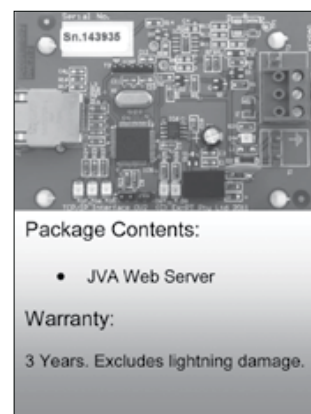 Serial No.
Sn.143935
Package Contents:
• JVA Web Server
Warranty:
3 Years. Excludes lightning damage.